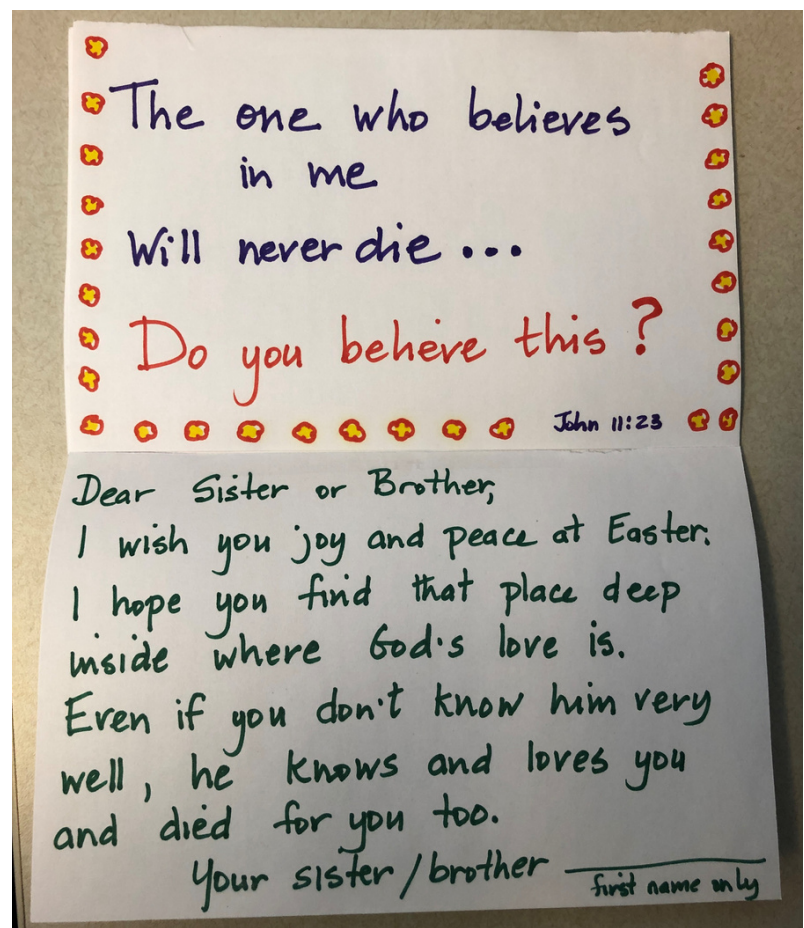 The one who believes
in me
Will never die...
Do you believe this?
John 11:23
Dear Sister or Brother,
I wish you joy and peace at Easter.
I hope you find that place deep
inside where God's love is.
Even if you don't know him very
well, he knows and loves you
and died for you too.
Your sister/brother ________
first name only